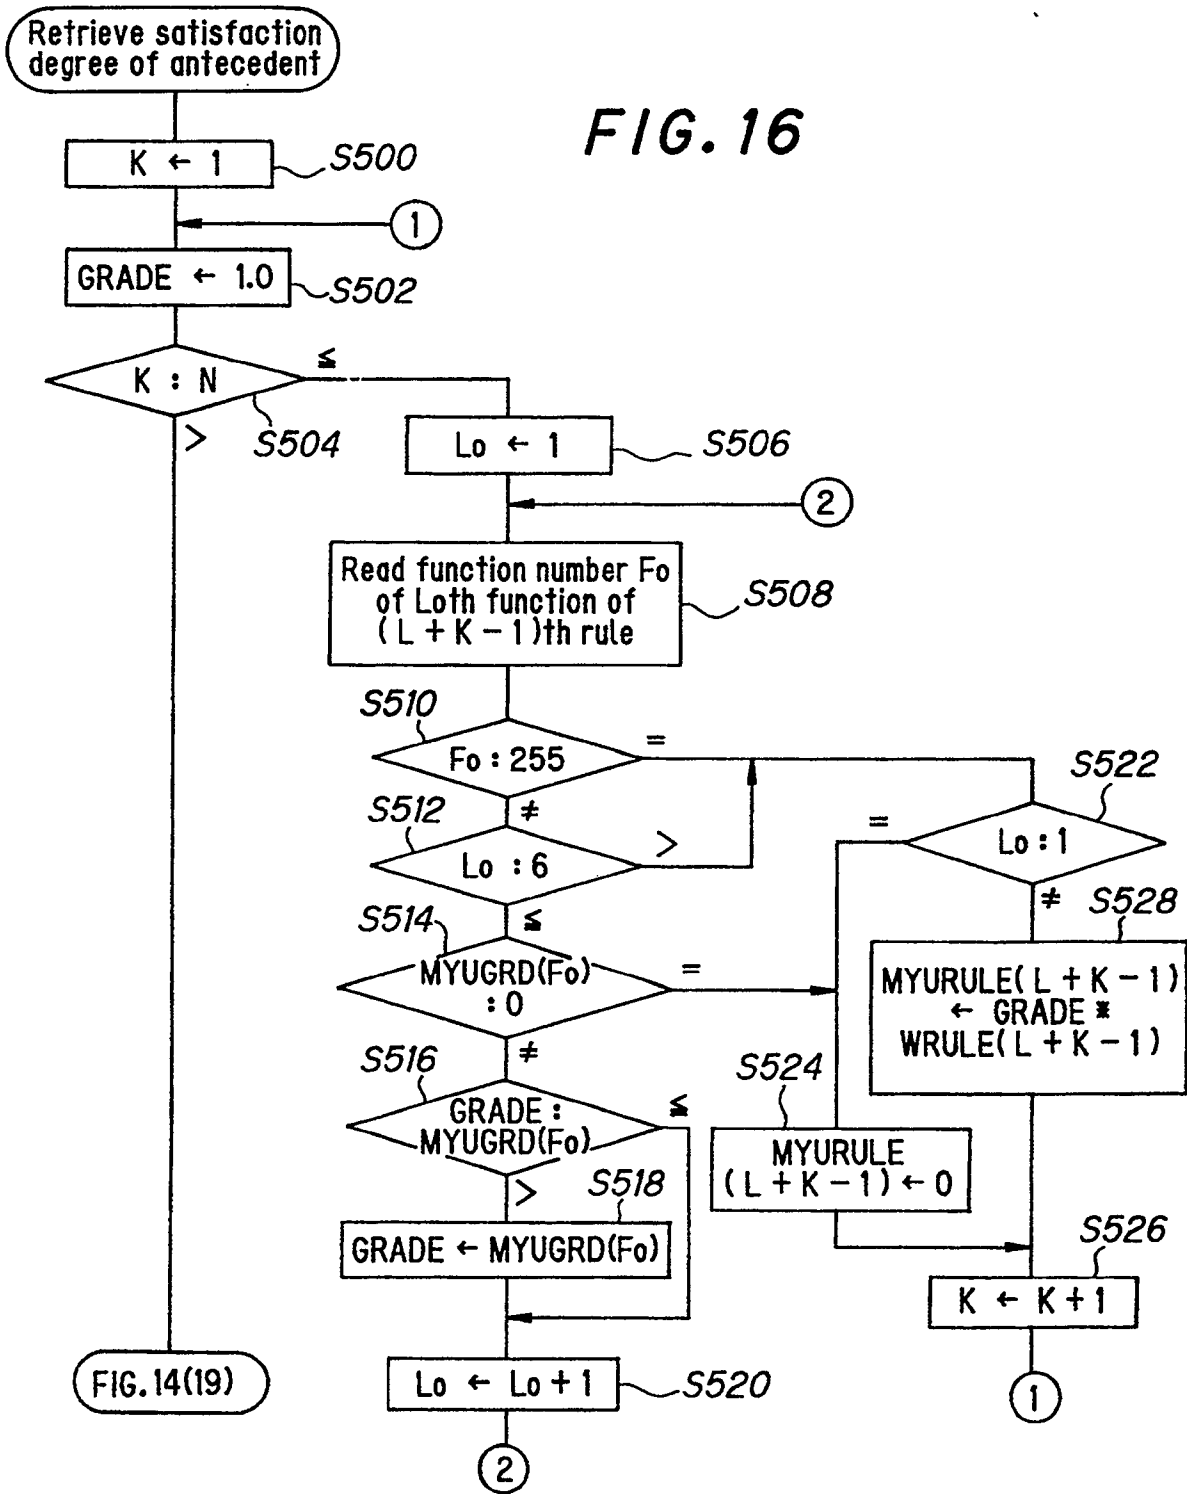 Retrieve satisfaction
degree of antecedent
FIG. 16
K ← 1
S500
1
GRADE ← 1.0
S502
K : N
≦
>
S504
Lo ← 1
S506
2
Read function number Fo
of Loth function of
(L + K − 1)th rule
S508
S510
Fo : 255
=
≠
S512
Lo : 6
>
≦
S522
Lo : 1
=
≠
S514
MYUGRD(Fo)
: 0
=
≠
S528
MYURULE(L + K − 1)
← GRADE *
WRULE(L + K − 1)
S516
GRADE :
MYUGRD(Fo)
≦
>
S524
MYURULE
(L + K − 1) ← 0
S518
GRADE ← MYUGRD(Fo)
S526
K ← K + 1
FIG. 14(19)
Lo ← Lo + 1
S520
1
2